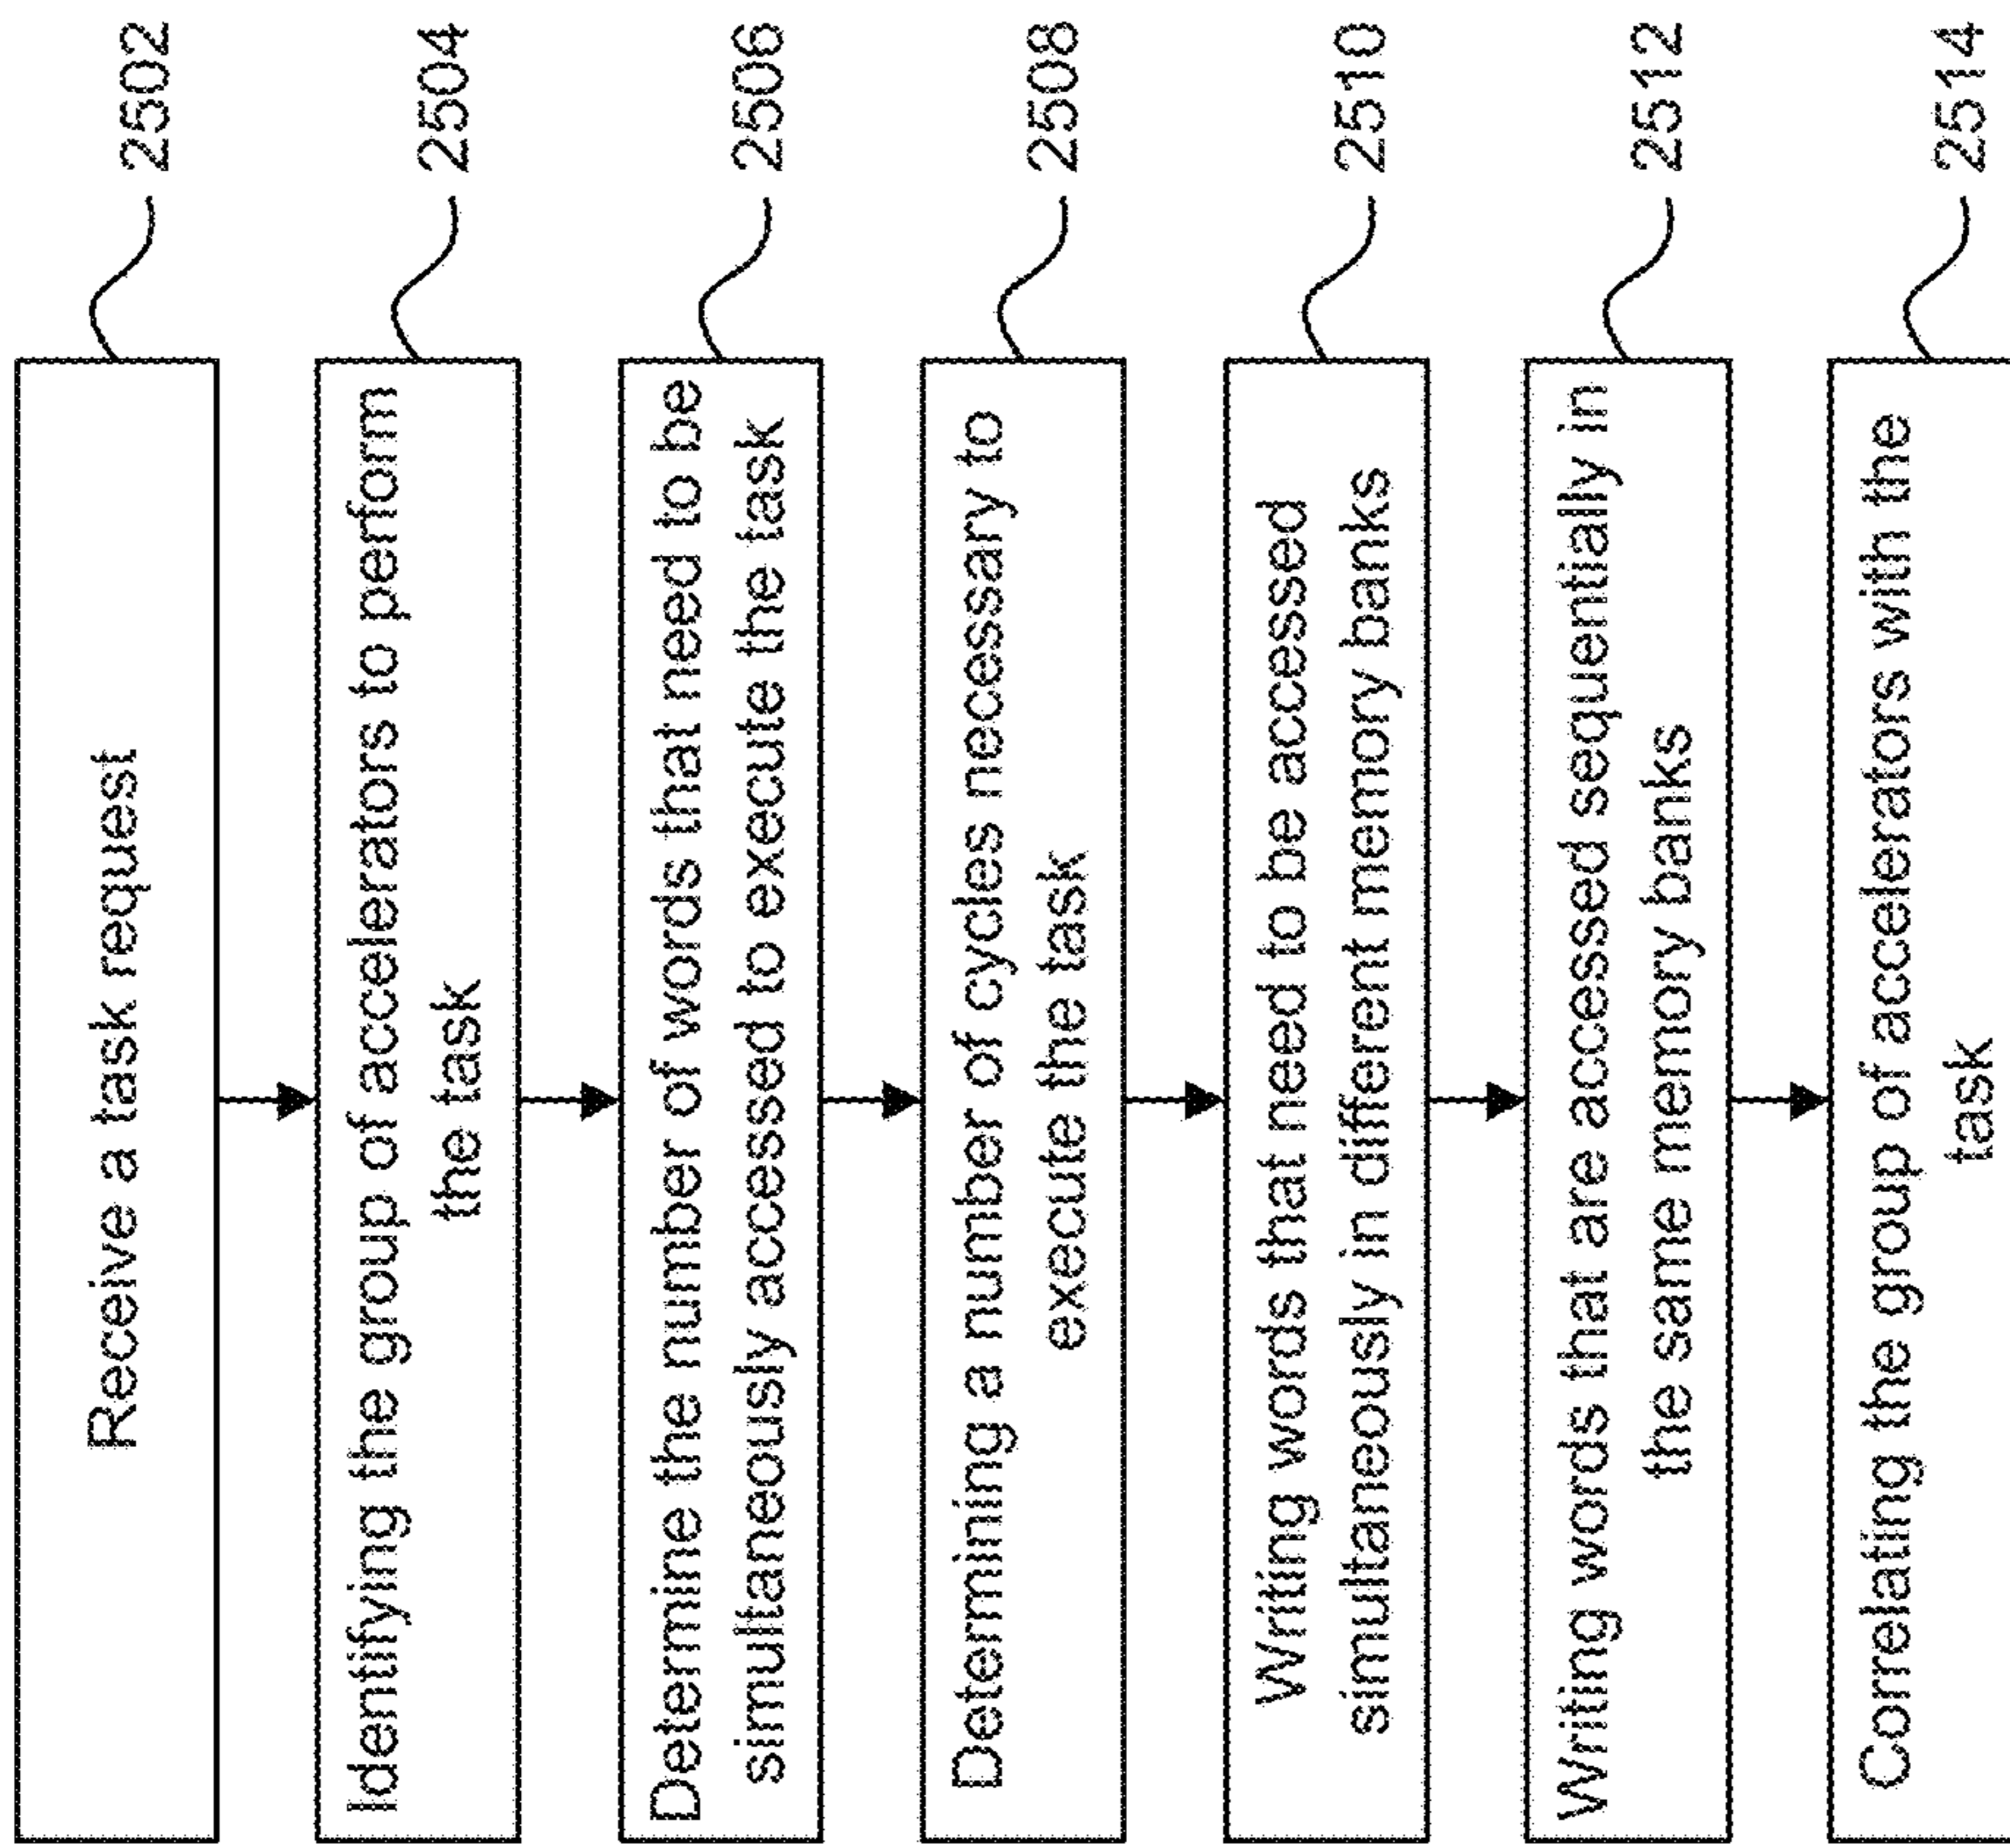 Receive a task request
2502
Identifying the group of accelerators to perform
the task
2504
Determine the number of words that need to be
simultaneously accessed to execute the task
2506
Determining a number of cycles necessary to
execute the task
2508
Writing words that need to be accessed
simultaneously in different memory banks
2510
Writing words that are accessed sequentially in
the same memory banks
2512
Correlating the group of accelerators with the
task
2514